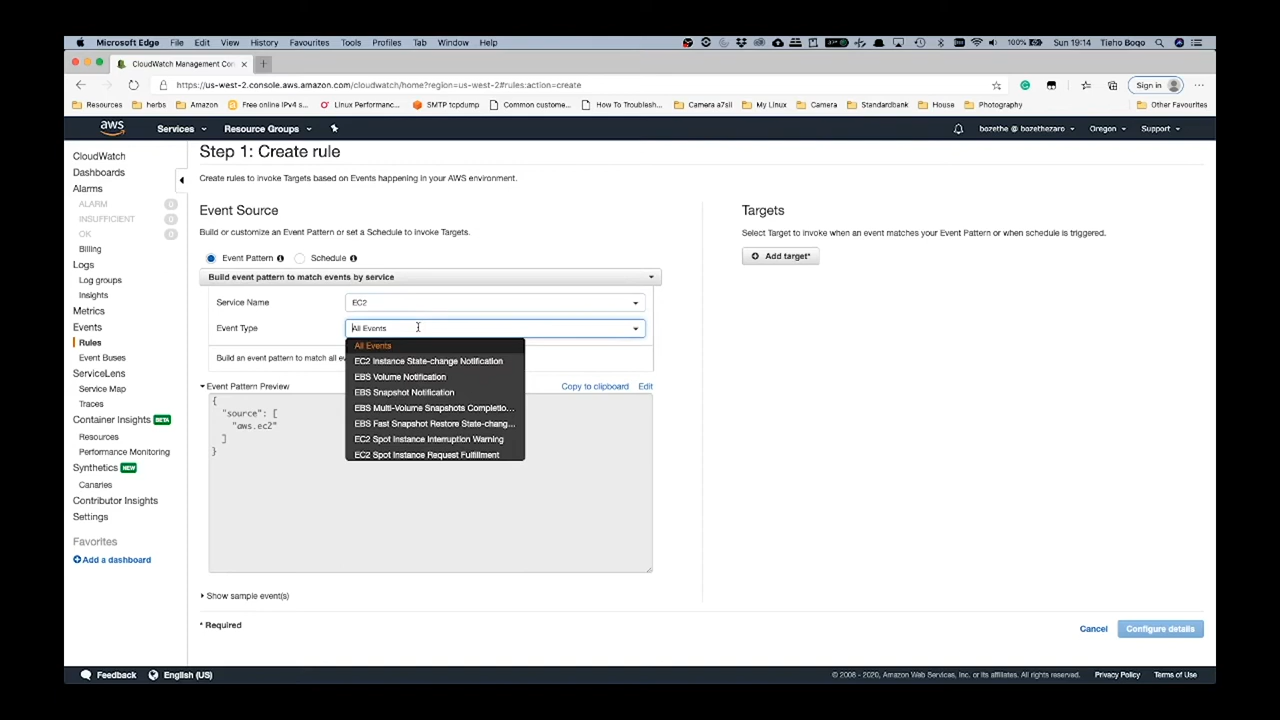 Microsoft Edge File Edit View History Favourites Tools Profiles Tab Window Help 100% Sun 19:14 Tieho Boqo
CloudWatch Management Con
https://us-west-2.console.aws.amazon.com/cloudwatch/home?region=us-west-2#rules:action=create Sign in
Resources herbs Amazon Free online IPv4 s... Linux Performanc... SMTP tcpdump Common custome... How To Troublesh... Camera a7sii My Linux Camera Standardbank House Photography Other Favourites
aws Services Resource Groups bozethe @ bozethezaro Oregon Support
CloudWatch
Dashboards
Alarms
ALARM 0
INSUFFICIENT 0
OK 0
Billing
Logs
Log groups
Insights
Metrics
Events
Rules
Event Buses
ServiceLens
Service Map
Traces
Container Insights BETA
Resources
Performance Monitoring
Synthetics NEW
Canaries
Contributor Insights
Settings
Favorites
Add a dashboard
Step 1: Create rule
Create rules to invoke Targets based on Events happening in your AWS environment.
Event Source
Build or customize an Event Pattern or set a Schedule to invoke Targets.
Event Pattern Schedule
Build event pattern to match events by service
Service Name EC2
Event Type All Events
All Events
EC2 Instance State-change Notification
EBS Volume Notification
EBS Snapshot Notification
EBS Multi-Volume Snapshots Completio...
EBS Fast Snapshot Restore State-chang...
EC2 Spot Instance Interruption Warning
EC2 Spot Instance Request Fulfillment
Build an event pattern to match all ev
Event Pattern Preview Copy to clipboard Edit
{
"source": [
"aws.ec2"
]
}
Show sample event(s)
* Required
Targets
Select Target to invoke when an event matches your Event Pattern or when schedule is triggered.
Add target*
Cancel Configure details
Feedback English (US) © 2008 - 2020, Amazon Web Services, Inc. or its affiliates. All rights reserved. Privacy Policy Terms of Use